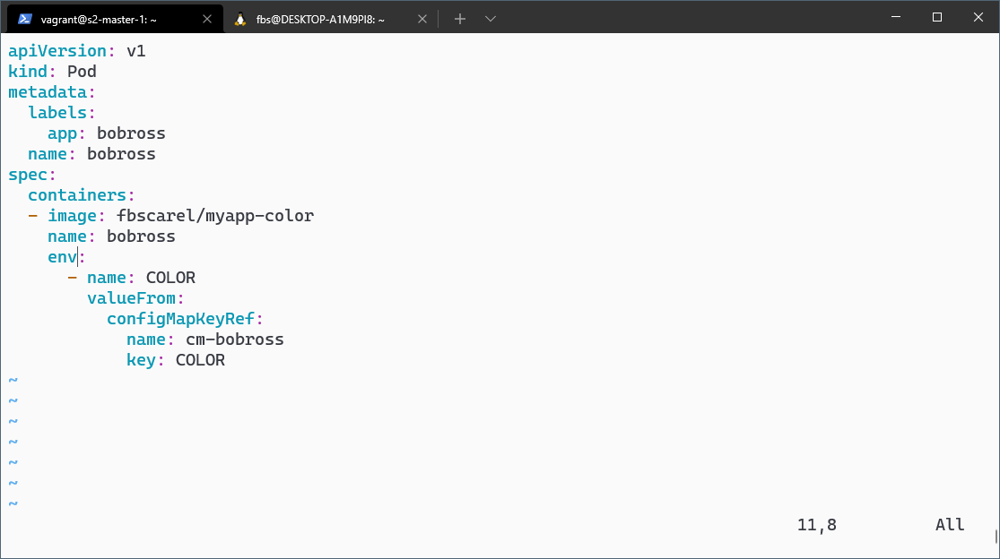 vagrant@s2-master-1: ~
fbs@DESKTOP-A1M9PI8: ~
apiVersion: v1
kind: Pod
metadata:
  labels:
    app: bobross
  name: bobross
spec:
  containers:
  - image: fbscarel/myapp-color
    name: bobross
    env:
      - name: COLOR
        valueFrom:
          configMapKeyRef:
            name: cm-bobross
            key: COLOR
~
~
~
~
~
~
~
11,8 All